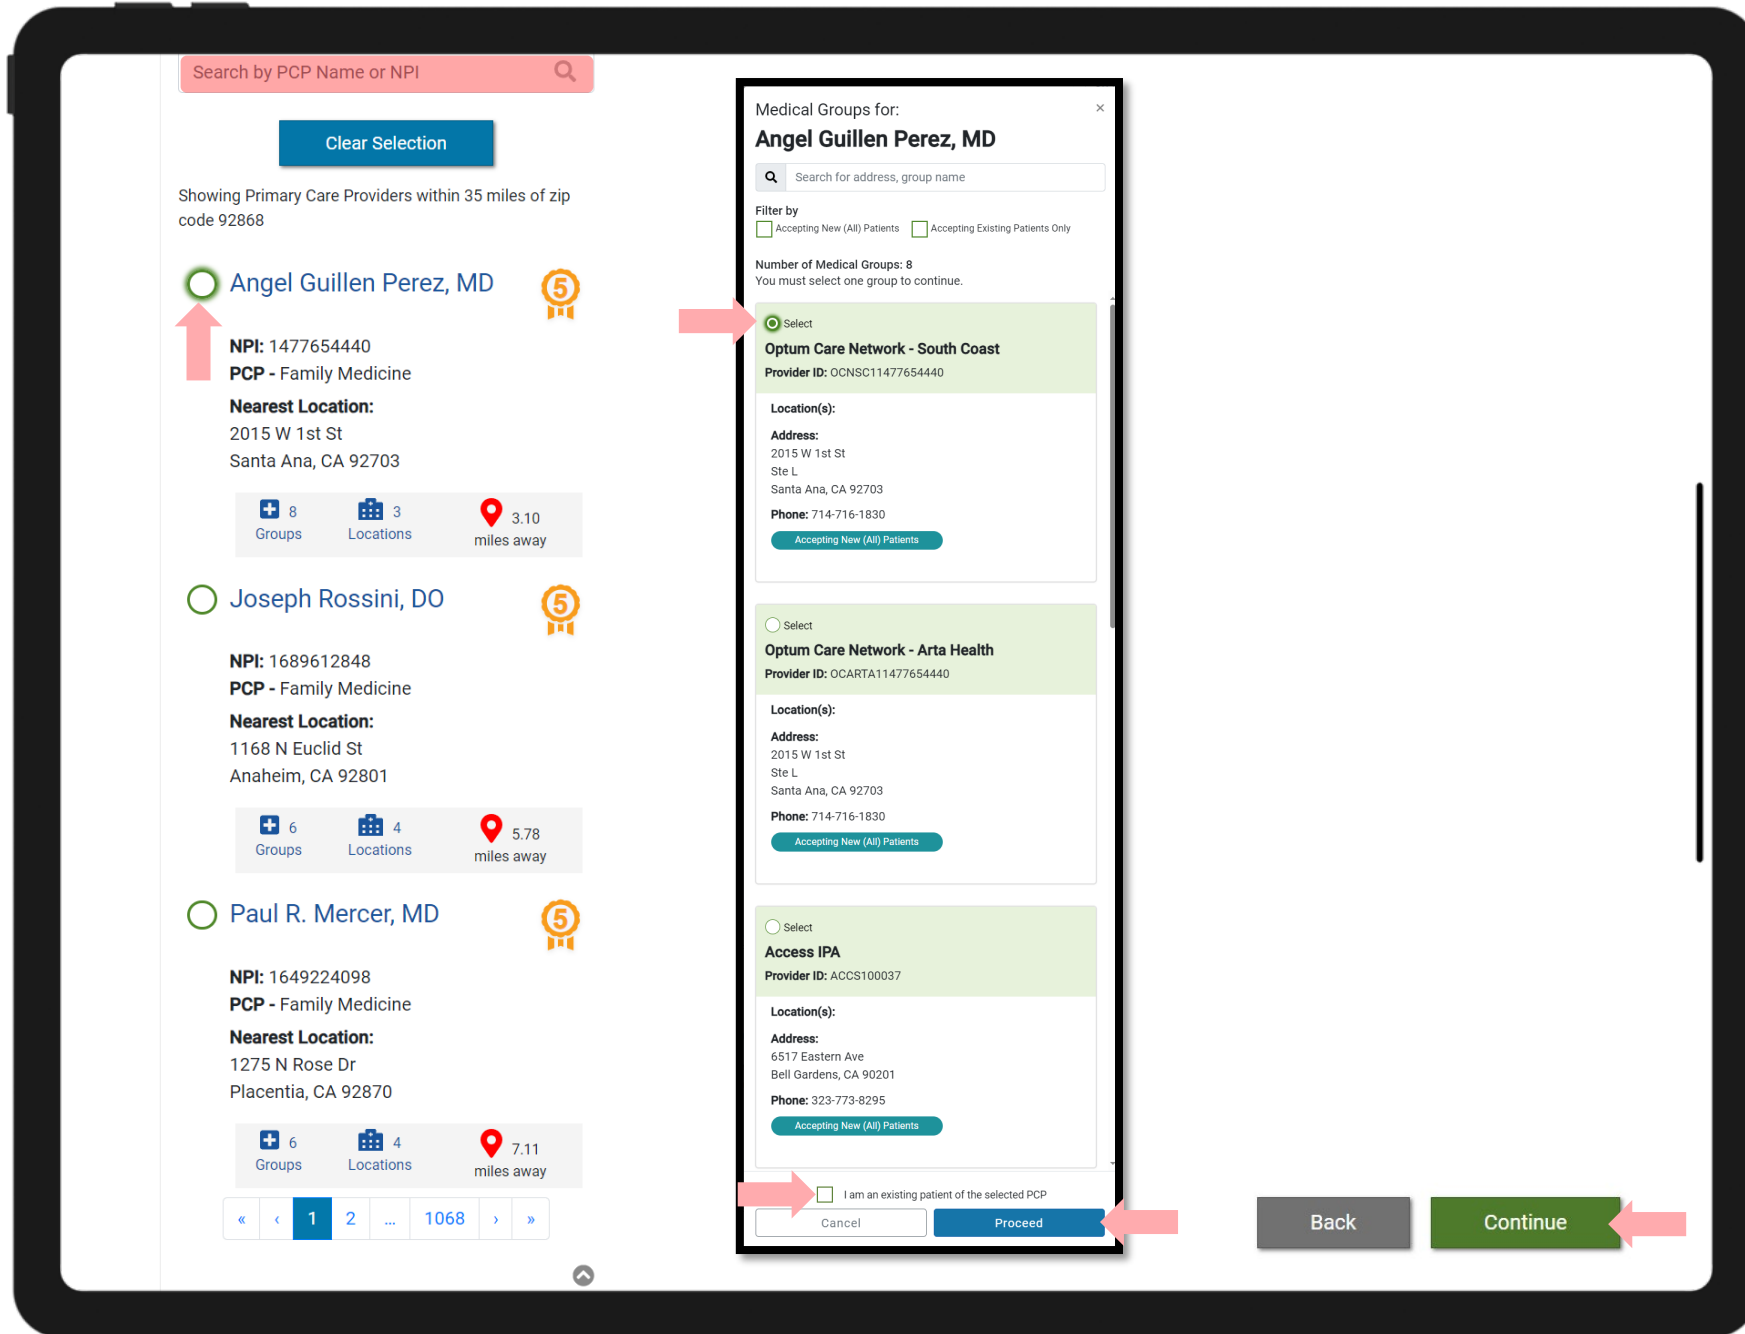 Search by PCP Name or NPI
Clear Selection
Showing Primary Care Providers within 35 miles of zip
code 92868
Angel Guillen Perez, MD
5
NPI: 1477654440
PCP - Family Medicine
Nearest Location:
2015 W 1st St
Santa Ana, CA 92703
8 Groups
3 Locations
3.10 miles away
Joseph Rossini, DO
5
NPI: 1689612848
PCP - Family Medicine
Nearest Location:
1168 N Euclid St
Anaheim, CA 92801
6 Groups
4 Locations
5.78 miles away
Paul R. Mercer, MD
5
NPI: 1649224098
PCP - Family Medicine
Nearest Location:
1275 N Rose Dr
Placentia, CA 92870
6 Groups
4 Locations
7.11 miles away
« ‹ 1 2 ... 1068 › »
Medical Groups for: ×
Angel Guillen Perez, MD
Search for address, group name
Filter by
Accepting New (All) Patients Accepting Existing Patients Only
Number of Medical Groups: 8
You must select one group to continue.
Select
Optum Care Network - South Coast
Provider ID: OCNSC11477654440
Location(s):
Address:
2015 W 1st St
Ste L
Santa Ana, CA 92703
Phone: 714-716-1830
Accepting New (All) Patients
Select
Optum Care Network - Arta Health
Provider ID: OCARTA11477654440
Location(s):
Address:
2015 W 1st St
Ste L
Santa Ana, CA 92703
Phone: 714-716-1830
Accepting New (All) Patients
Select
Access IPA
Provider ID: ACCS100037
Location(s):
Address:
6517 Eastern Ave
Bell Gardens, CA 90201
Phone: 323-773-8295
Accepting New (All) Patients
I am an existing patient of the selected PCP
Cancel Proceed
Back Continue